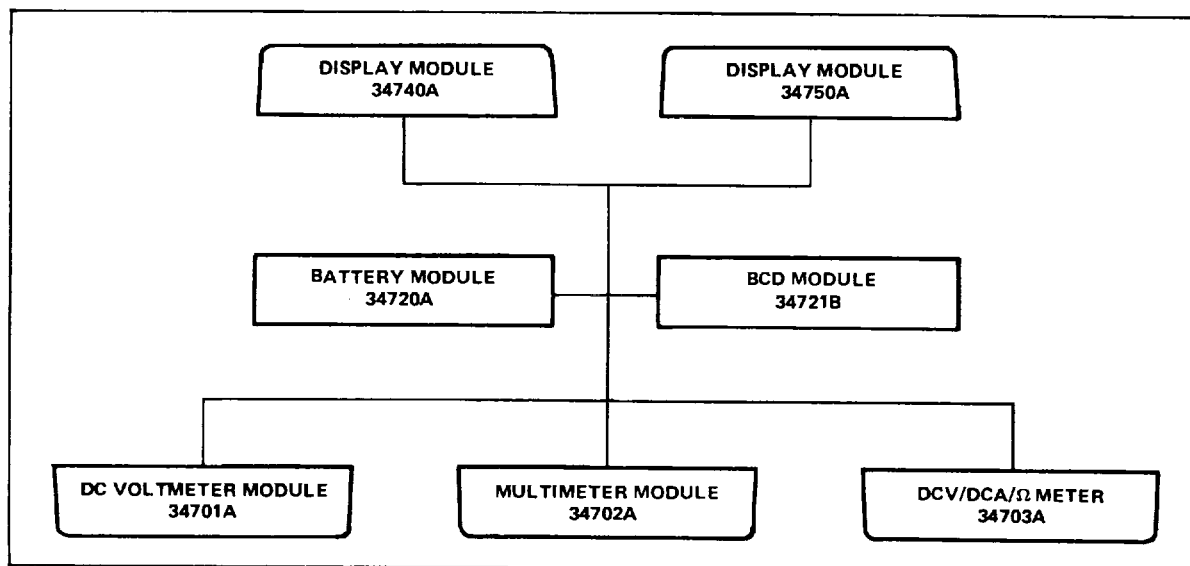 DISPLAY MODULE
34740A
DISPLAY MODULE
34750A
BATTERY MODULE
34720A
BCD MODULE
34721B
DC VOLTMETER MODULE
34701A
MULTIMETER MODULE
34702A
DCV/DCA/Ω METER
34703A